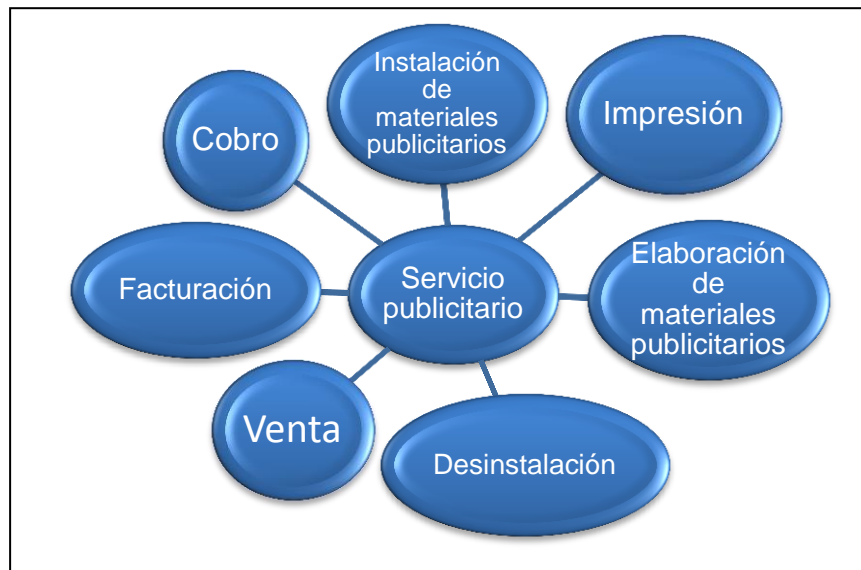 Instalación
de
materiales
publicitarios
Impresión
Cobro
Elaboración
de
materiales
publicitarios
Servicio
publicitario
Facturación
Venta
Desinstalación